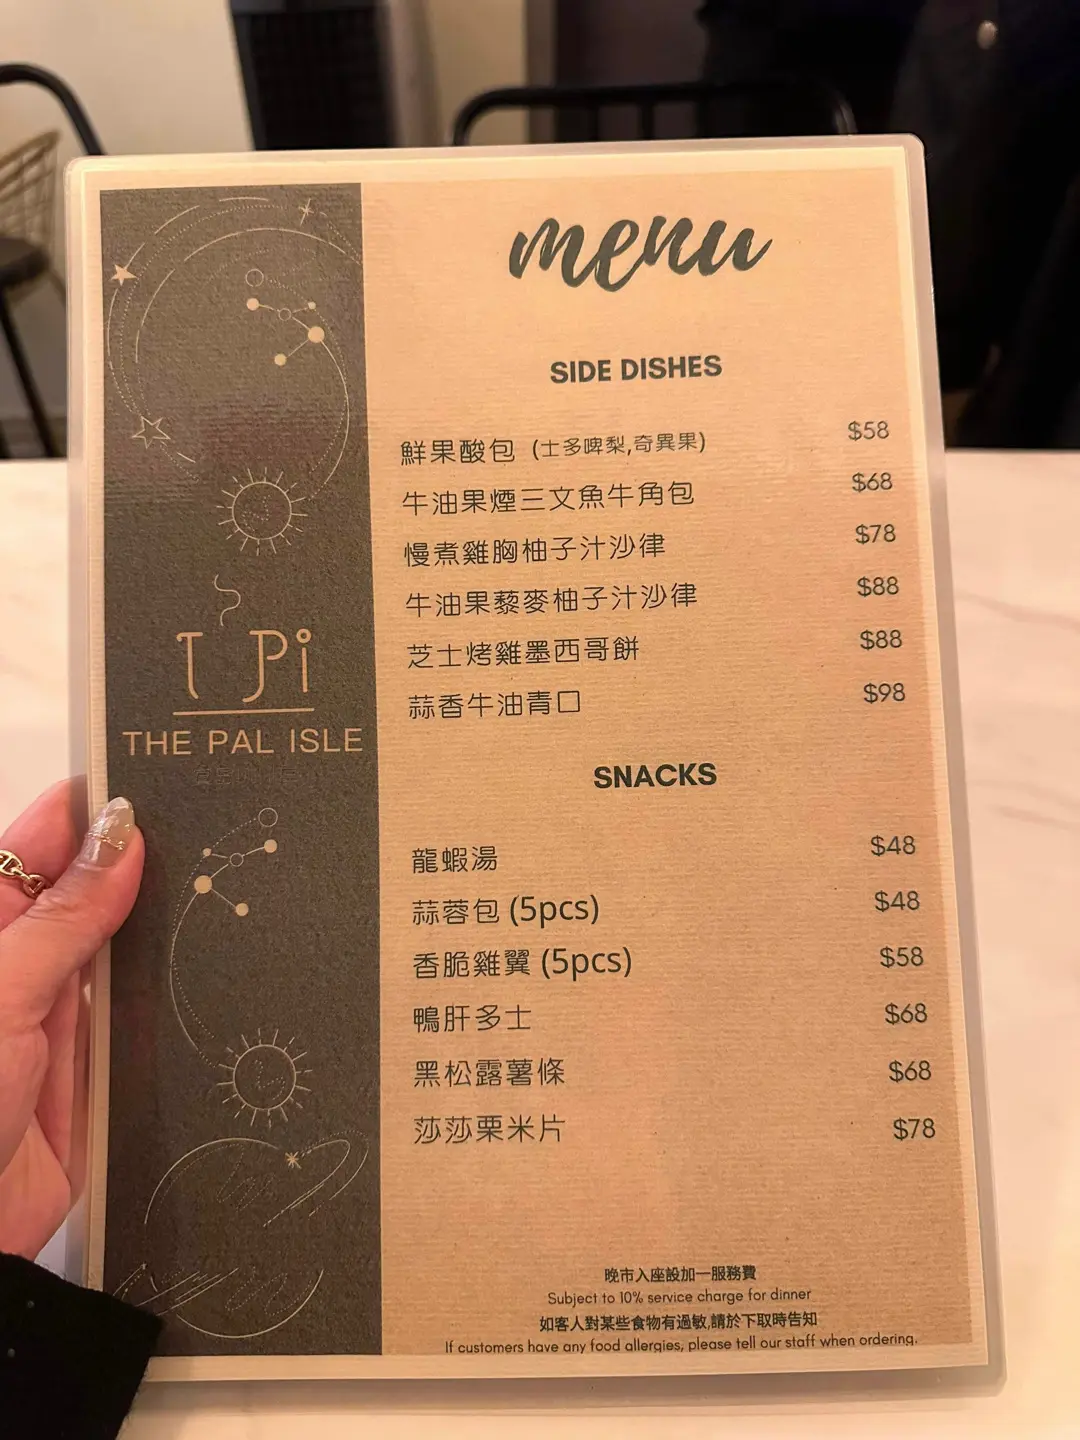 menu
SIDE DISHES
鮮果酸包 (士多啤梨,奇異果) $58
牛油果煙三文魚牛角包 $68
慢煮雞胸柚子汁沙律 $78
牛油果藜麥柚子汁沙律 $88
芝士烤雞墨西哥餅 $88
蒜香牛油青口 $98
SNACKS
龍蝦湯 $48
蒜蓉包 (5pcs) $48
香脆雞翼 (5pcs) $58
鴨肝多士 $68
黑松露薯條 $68
莎莎粟米片 $78
晚市入座設加一服務費
Subject to 10% service charge for dinner
如客人對某些食物有過敏,請於下取時告知
If customers have any food allergies, please tell our staff when ordering.
T Pi
THE PAL ISLE